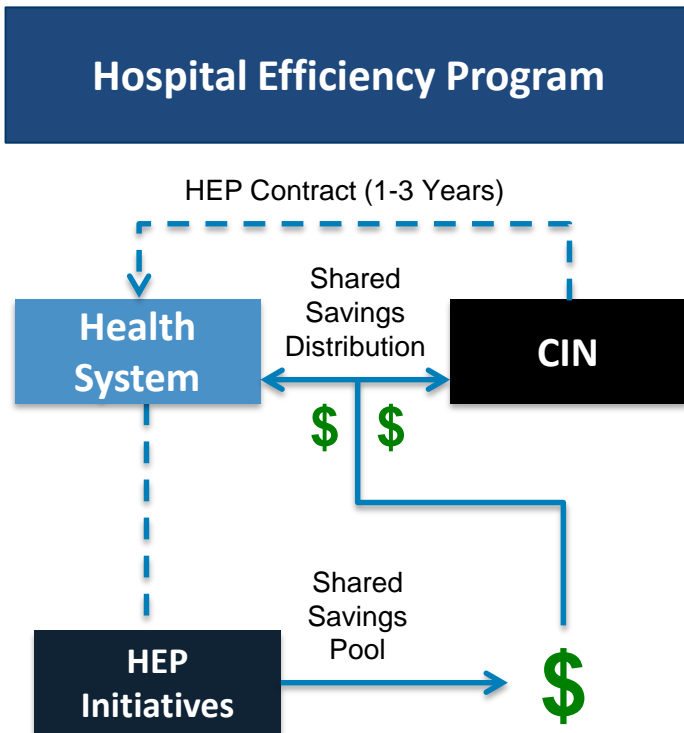 Hospital Efficiency Program
HEP Contract (1-3 Years)
Health
System
Shared
Savings
Distribution
CIN
$ $
HEP
Initiatives
Shared
Savings
Pool
$